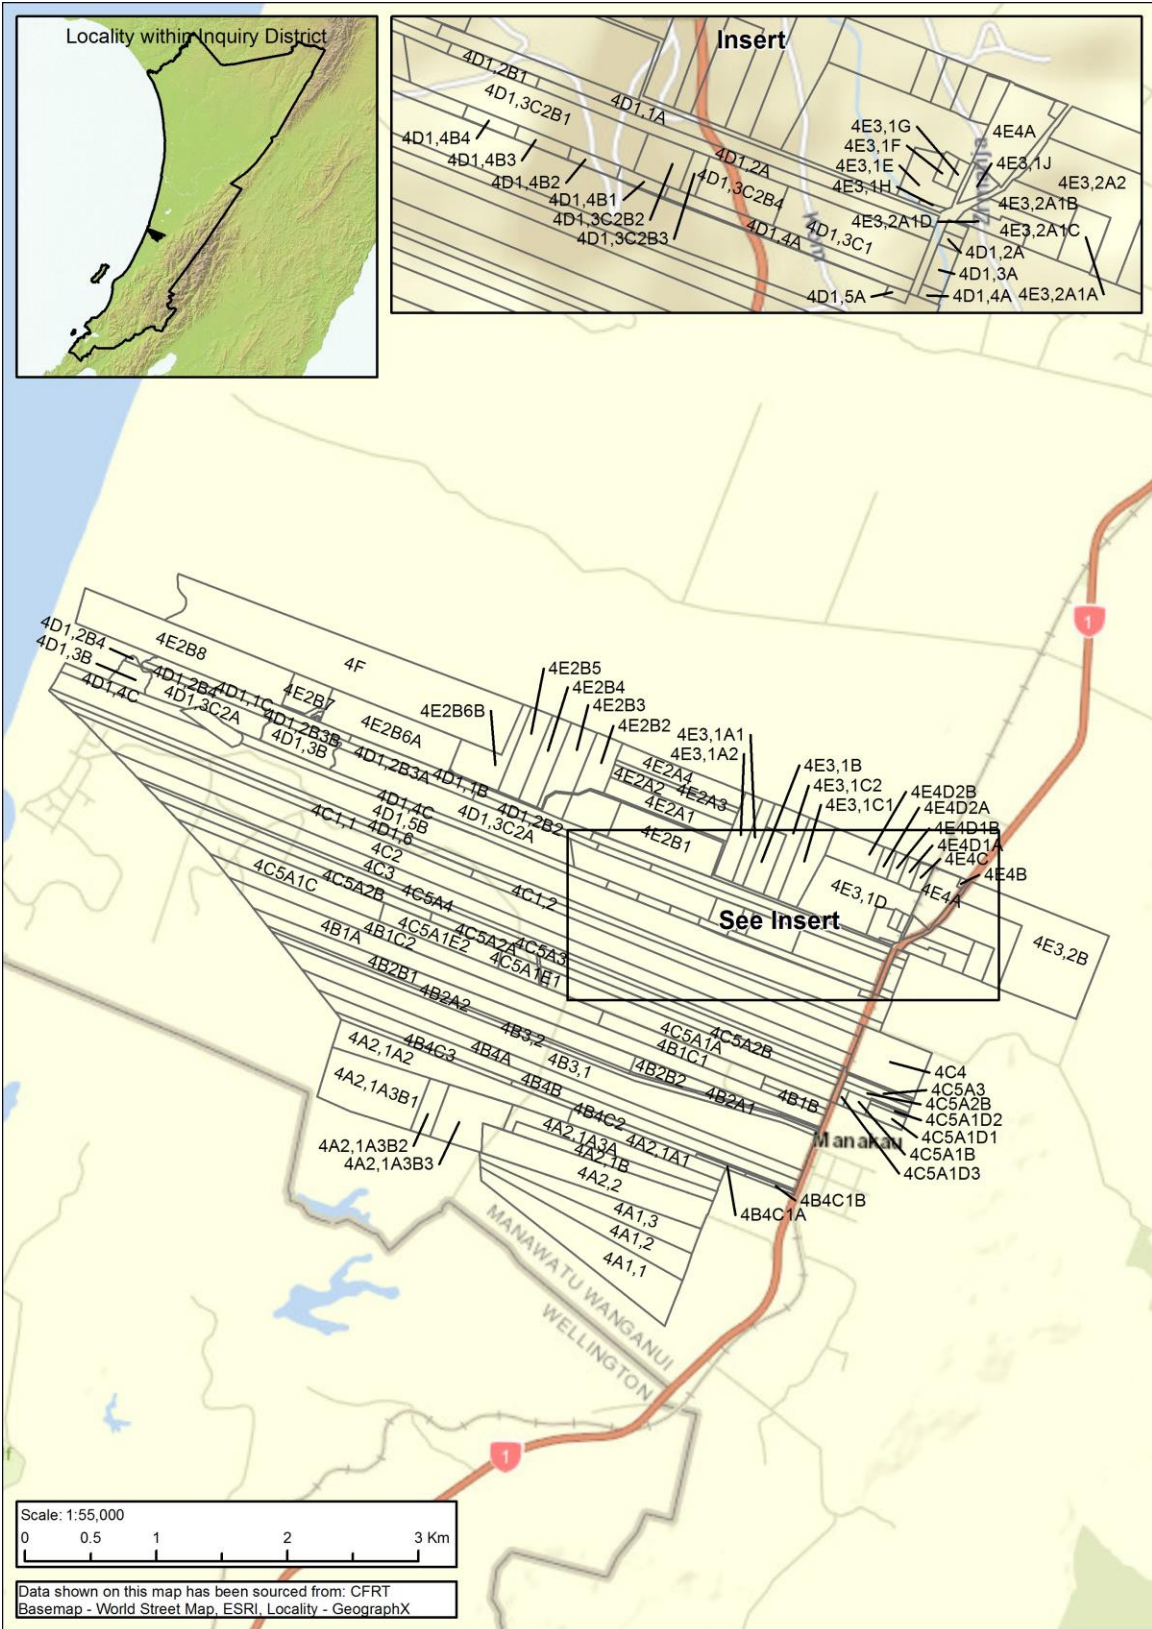 Locality within Inquiry District
Insert
4D1,2B1
4D1,3C2B1
4D1,1A
4D1,4B4
4D1,4B3
4D1,4B2
4D1,4B1
4D1,3C2B2
4D1,3C2B3
4D1,2A
4D1,3C2B4
4D1,4A
4D1,3C1
4E3,1G
4E3,1F
4E3,1E
4E3,1H
4E3,2A1D
4E4A
4E3,1J
4E3,2A2
4E3,2A1B
4E3,2A1C
4D1,2A
4D1,3A
4D1,5A
4D1,4A
4E3,2A1A
1
4D1,2B4
4D1,3B
4D1,4C
4E2B8
4F
4D1,2B4
4D1,1C
4D1,3C2A
4E2B7
4D1,2B3B
4D1,3B
4E2B6A
4E2B6B
4D1,2B3A
4D1,1B
4D1,2B2
4E2B5
4E2B4
4E2B3
4E2B2
4E3,1A1
4E3,1A2
4E2A4
4E2A2
4E2A3
4E2A1
4E2B1
4E3,1B
4E3,1C2
4E3,1C1
4E4D2B
4E4D2A
4E4D1B
4E4D1A
4E4C
4E4B
4E4A
4E3,1D
4E3,2B
See Insert
4D1,4C
4D1,3C2A
4D1,5B
4C1,1
4D1,6
4C2
4C3
4C1,2
4C5A1C
4C5A2B
4C5A4
4C5A2A
4C5A3
4C5A1E2
4C5A1E1
4B1A
4B1C2
4B2B1
4B2A2
4B3,2
4B3,1
4C5A1A
4C5A2B
4B1C1
4B2B2
4B2A1
4B1B
4A2,1A2
4B4C3
4B4A
4B4B
4A2,1A3B1
4B4C2
4A2,1A3B2
4A2,1A3B3
4A2,1A3A
4A2,1A1
4A2,1B
4A2,2
4A1,3
4A1,2
4A1,1
4C4
4C5A3
4C5A2B
4C5A1D2
4C5A1D1
4C5A1B
4C5A1D3
Manakau
4B4C1B
4B4C1A
MANAWATU WANGANUI
WELLINGTON
1
Scale: 1:55,000
0 0.5 1 2 3 Km
Data shown on this map has been sourced from: CFRT
Basemap - World Street Map, ESRI, Locality - GeographX